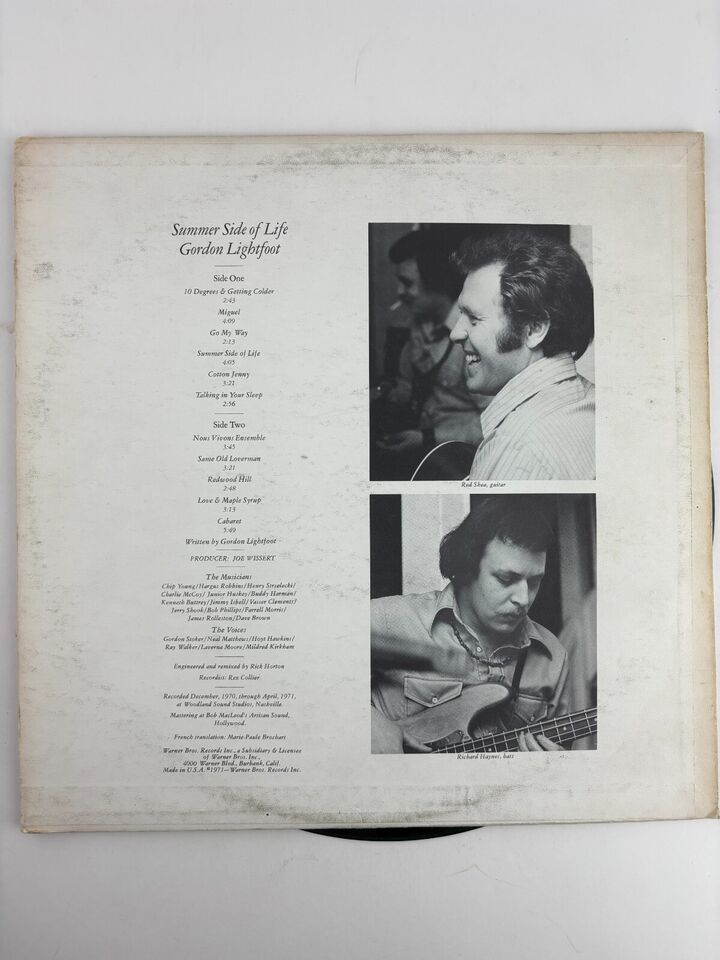 Summer Side of Life
Gordon Lightfoot
Side One
10 Degrees & Getting Colder
2:43
Miguel
4:09
Go My Way
2:13
Summer Side of Life
4:05
Cotton Jenny
3:21
Talking in Your Sleep
2:56
Side Two
Nous Vivons Ensemble
3:45
Same Old Loverman
3:21
Redwood Hill
2:48
Love & Maple Syrup
3:13
Cabaret
5:49
Written by Gordon Lightfoot
PRODUCER: JOE WISSERT
The Musicians
Chip Young/Hargus Robbins/Henry Strzelecki/
Charlie McCoy/ Junior Huskey/Buddy Harman/
Kenneth Buttrey/Jimmy Isbell/Vassar Clements/
Jerry Shook/Bob Phillips/Farrell Morris/
James Rolleston/Dave Brown
The Voices
Gordon Stoker/Neal Matthews/Hoyt Hawkins/
Ray Walker/Laverna Moore/Mildred Kirkham
Engineered and remixed by Rick Horton
Recordist: Rex Collier
Recorded December, 1970, through April, 1971,
at Woodland Sound Studios, Nashville.
Mastering at Bob MacLeod's Artisan Sound,
Hollywood.
French translation: Marie-Paule Brochart
Warner Bros. Records Inc., a Subsidiary & Licensee
of Warner Bros. Inc.,
4000 Warner Blvd., Burbank, Calif.
Made in U.S.A. ℗1971—Warner Bros. Records Inc.
Red Shea, guitar
Richard Haynes, bass